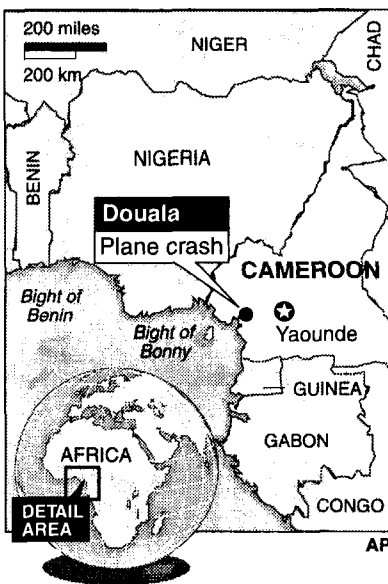 200 miles
200 km
NIGER
CHAD
BENIN
NIGERIA
Douala
Plane crash
CAMEROON
Bight of
Benin
Bight of
Bonny
Yaounde
GUINEA
GABON
CONGO
AFRICA
DETAIL
AREA
AP